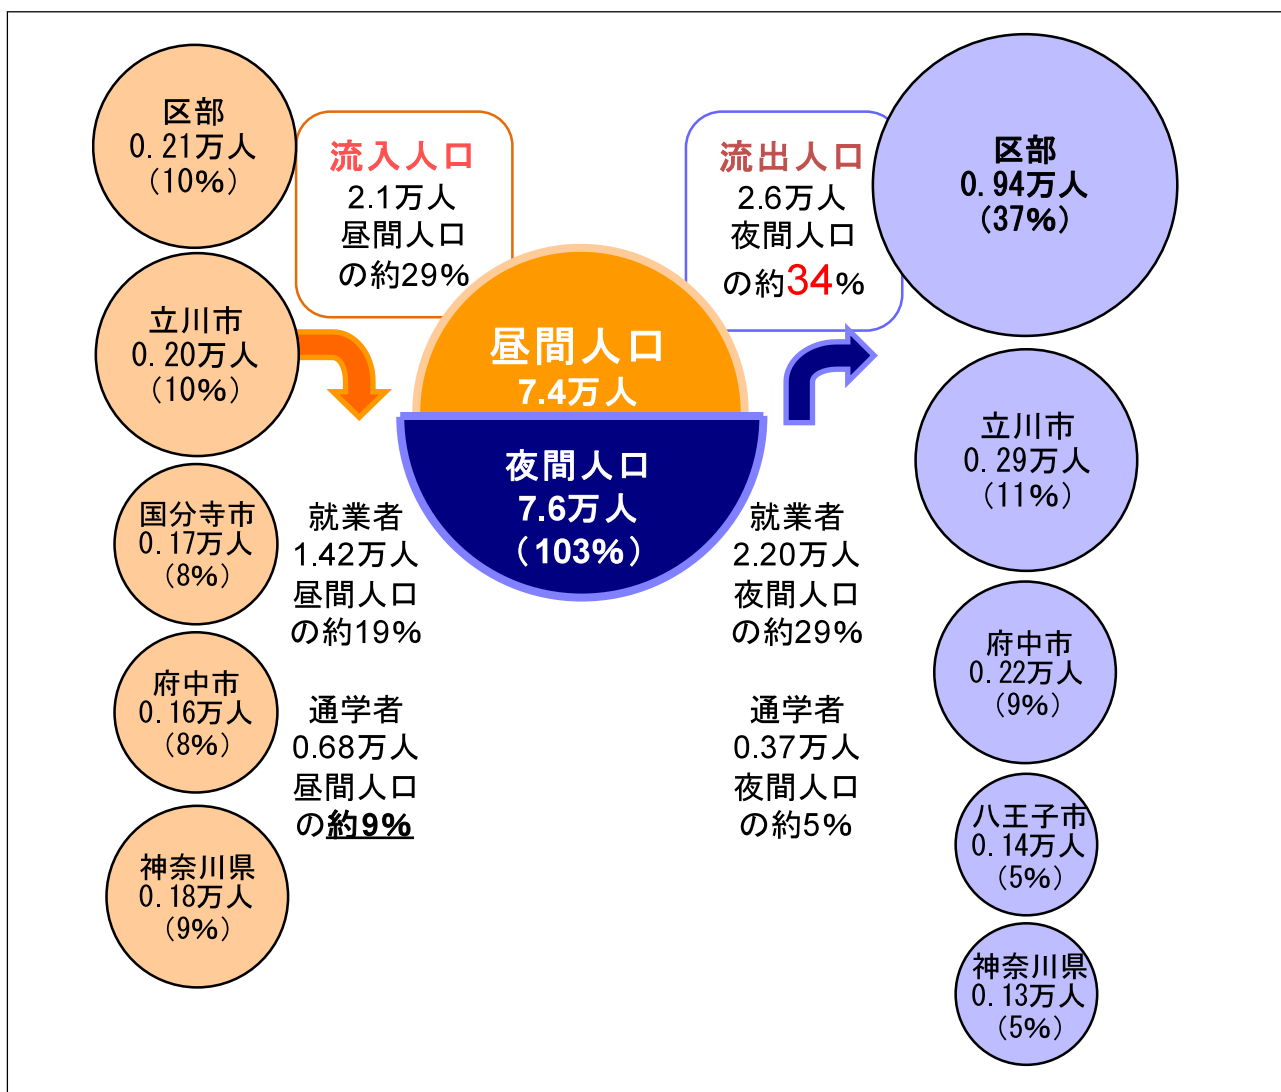 区部
0.21万人
(10%)
立川市
0.20万人
(10%)
国分寺市
0.17万人
(8%)
府中市
0.16万人
(8%)
神奈川県
0.18万人
(9%)
流入人口
2.1万人
昼間人口
の約29%
就業者
1.42万人
昼間人口
の約19%
通学者
0.68万人
昼間人口
の約9%
昼間人口
7.4万人
夜間人口
7.6万人
（103%）
流出人口
2.6万人
夜間人口
の約34%
就業者
2.20万人
夜間人口
の約29%
通学者
0.37万人
夜間人口
の約5%
区部
0.94万人
(37%)
立川市
0.29万人
(11%)
府中市
0.22万人
(9%)
八王子市
0.14万人
(5%)
神奈川県
0.13万人
(5%)